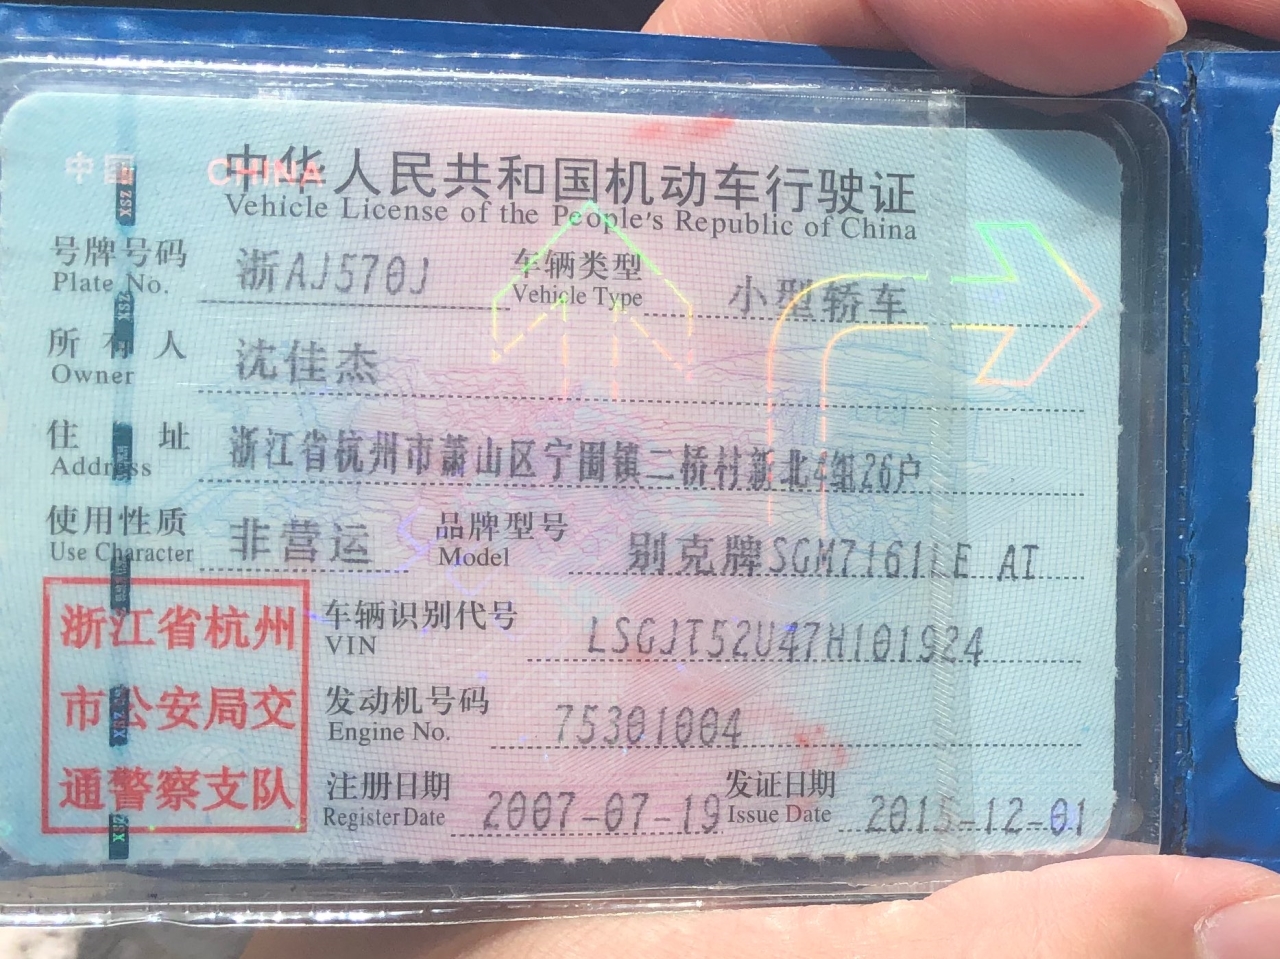 中国 CHINA
中华人民共和国机动车行驶证
Vehicle License of the People's Republic of China
号牌号码 浙AJ570J 车辆类型 小型轿车
Plate No. Vehicle Type
所有人 沈佳杰
Owner
住址 浙江省杭州市萧山区宁围镇二桥村新北4组26户
Address
使用性质 非营运 品牌型号 别克牌SGM7161LE AT
Use Character Model
浙江省杭州
市公安局交
通警察支队
车辆识别代号 LSGJT52U47H101924
VIN
发动机号码 75301004
Engine No.
注册日期 2007-07-19 发证日期 2015-12-01
Register Date Issue Date